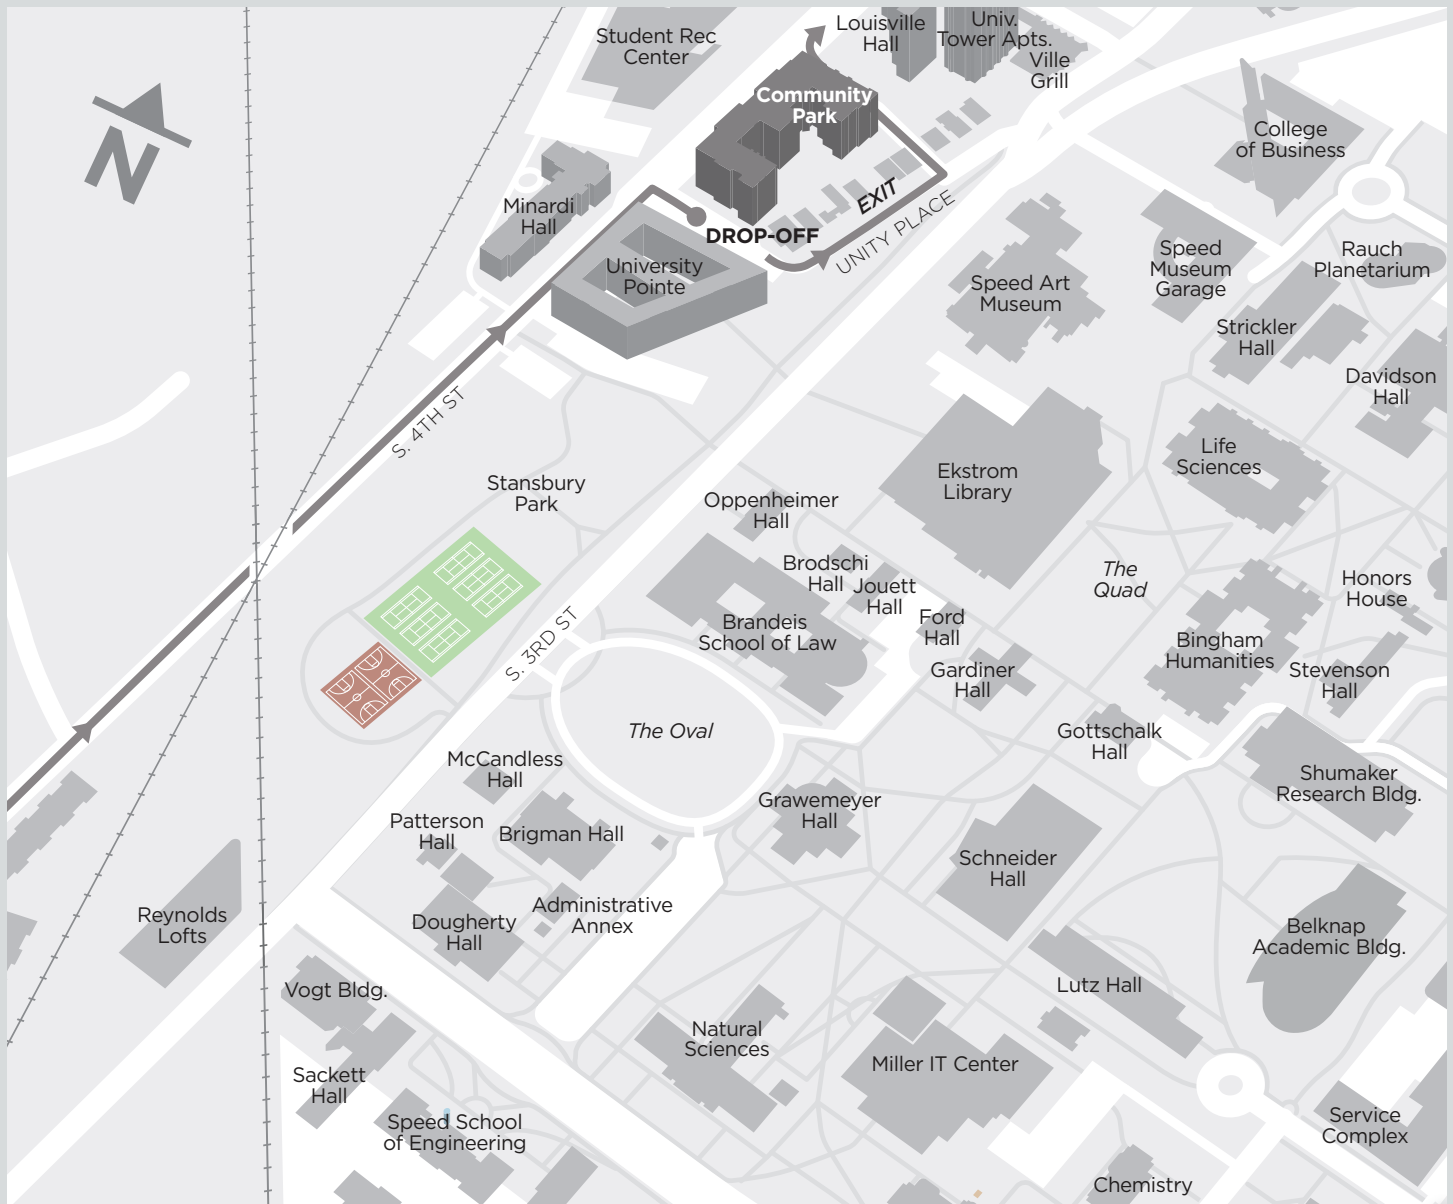 Student Rec
Center
Louisville
Hall
Univ.
Tower Apts.
Ville
Grill
Community
Park
College
of Business
N
Minardi
Hall
EXIT
DROP-OFF
UNITY PLACE
University
Pointe
Speed Art
Museum
Speed
Museum
Garage
Rauch
Planetarium
Strickler
Hall
Davidson
Hall
S. 4TH ST
Life
Sciences
Ekstrom
Library
Stansbury
Park
Oppenheimer
Hall
Brodschi
Hall
Jouett
Hall
The
Quad
Honors
House
Ford
Hall
Brandeis
School of Law
S. 3RD ST
Bingham
Humanities
Gardiner
Hall
Stevenson
Hall
The Oval
Gottschalk
Hall
McCandless
Hall
Shumaker
Research Bldg.
Grawemeyer
Hall
Patterson
Hall
Brigman Hall
Schneider
Hall
Reynolds
Lofts
Administrative
Annex
Dougherty
Hall
Belknap
Academic Bldg.
Vogt Bldg.
Lutz Hall
Natural
Sciences
Miller IT Center
Sackett
Hall
Speed School
of Engineering
Service
Complex
Chemistry